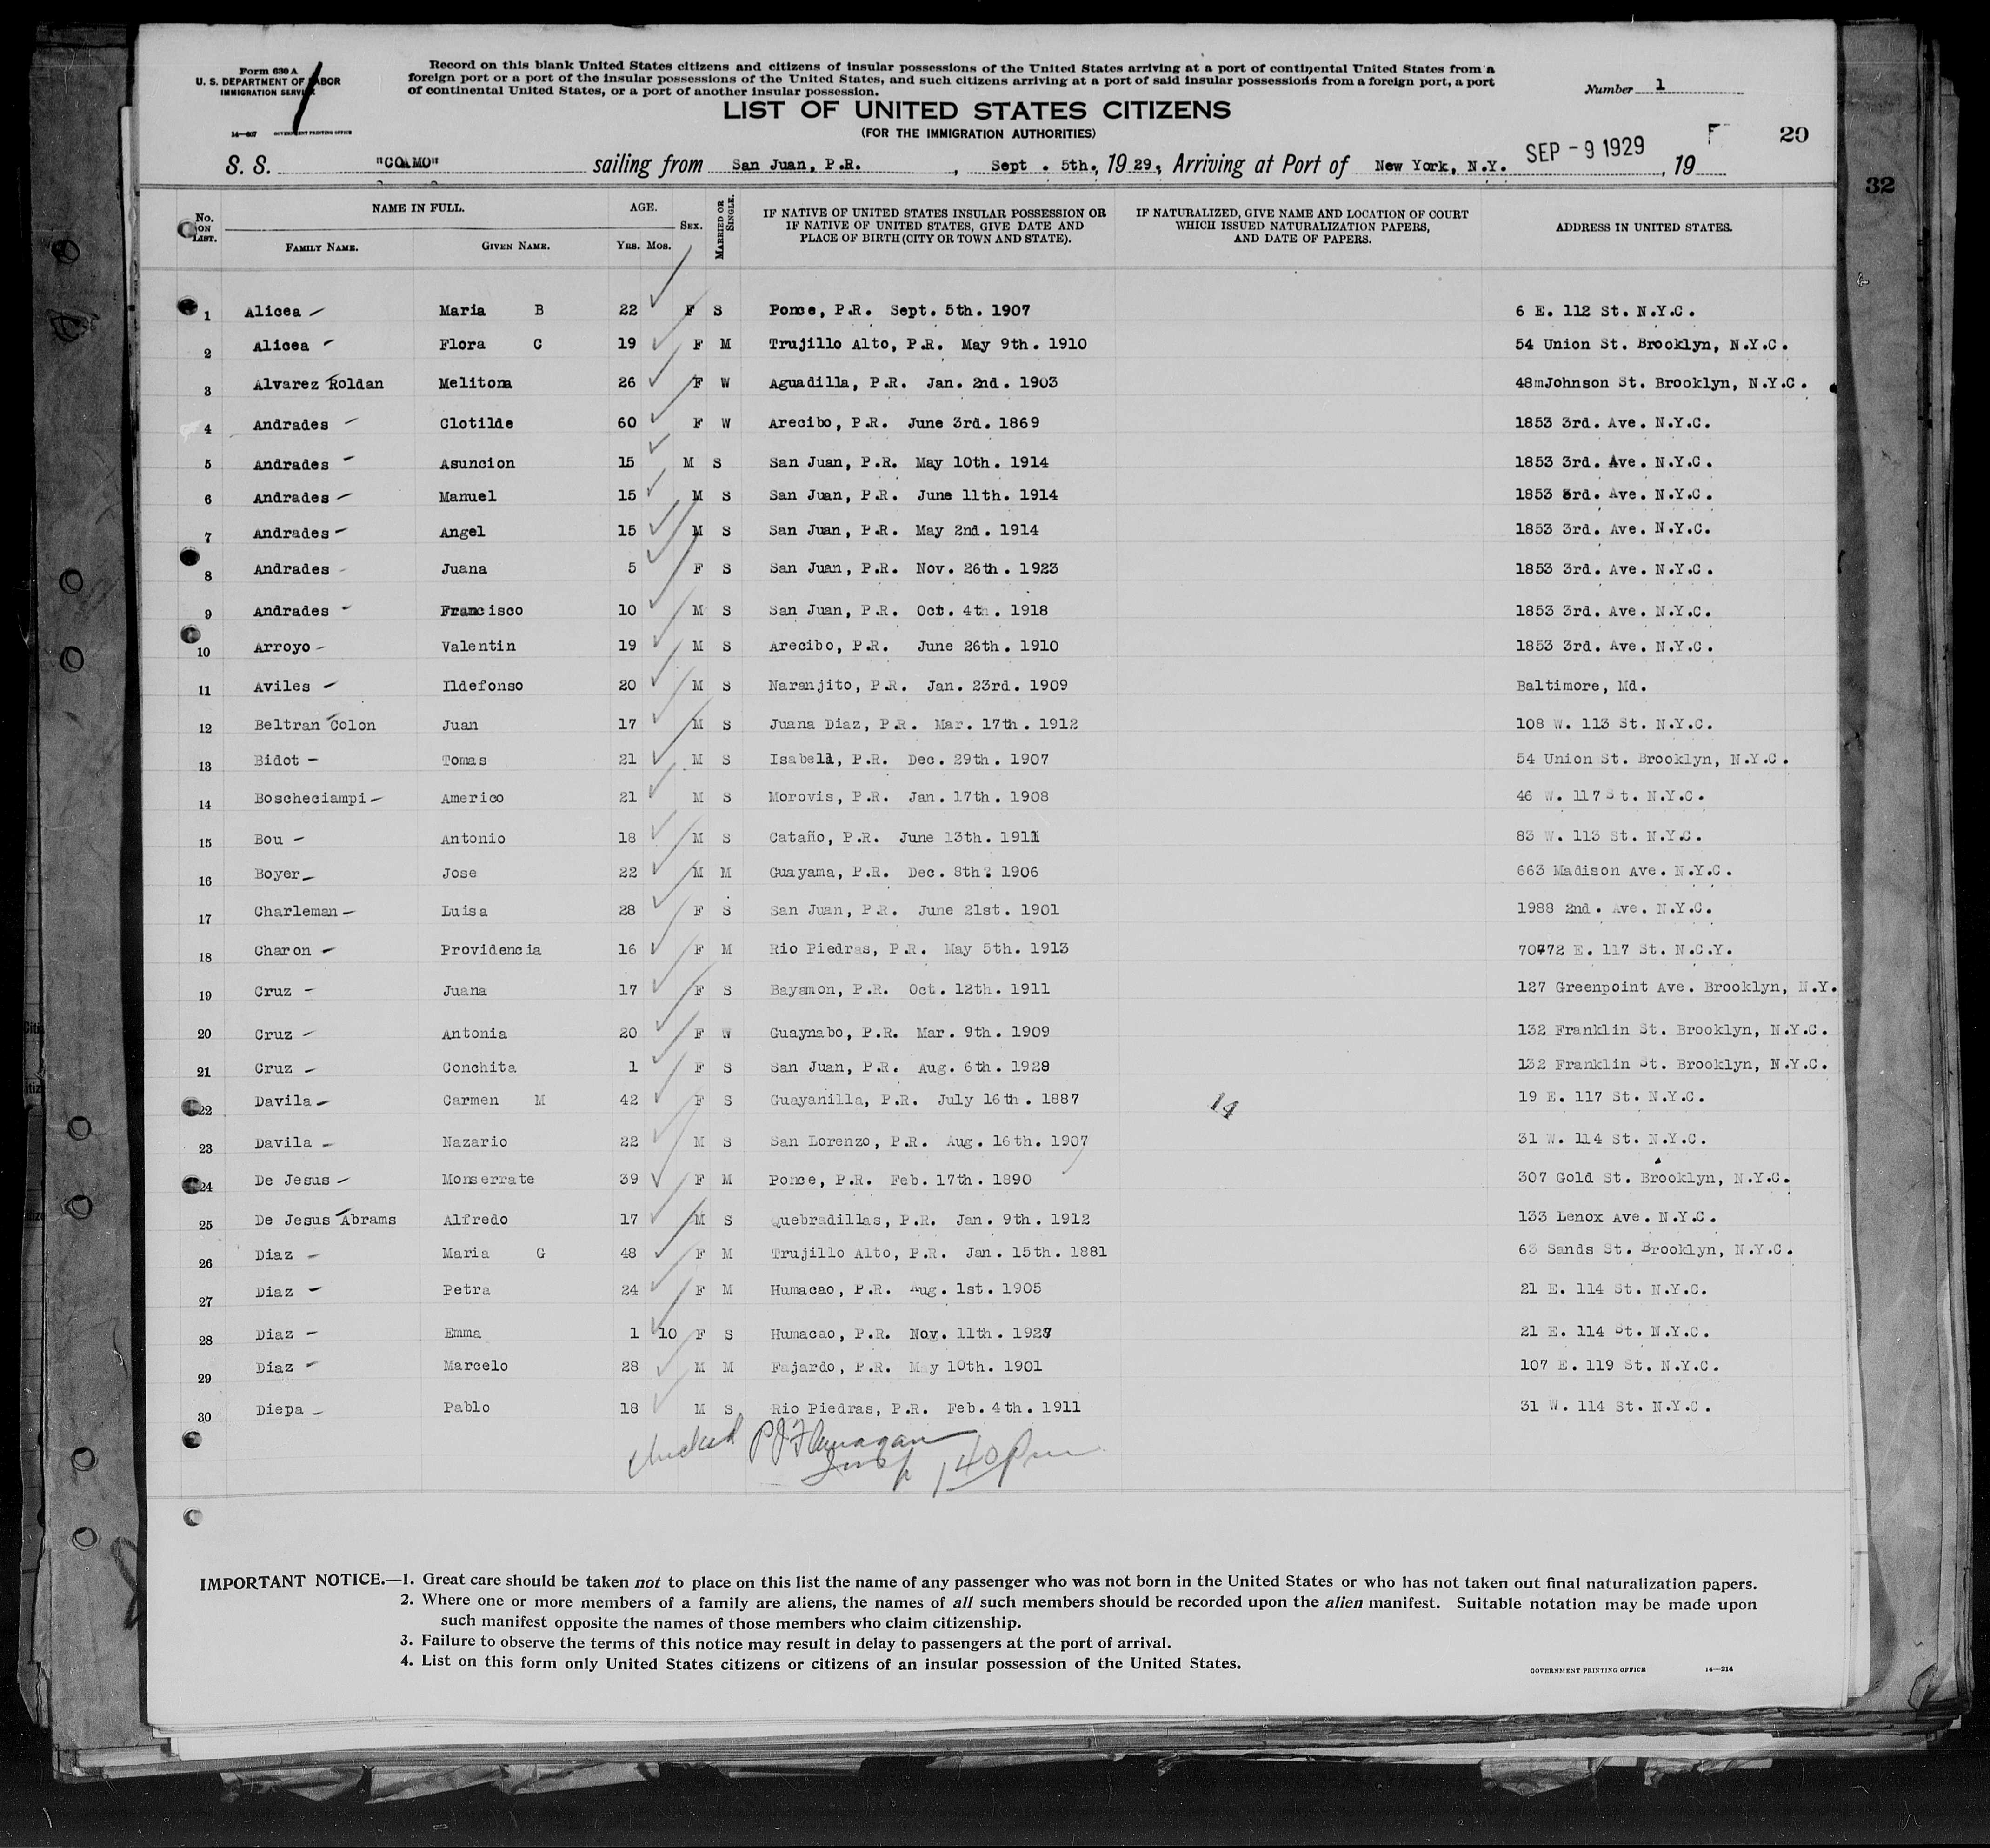 Form 630 A
U. S. DEPARTMENT OF LABOR
IMMIGRATION SERVICE
14—807 GOVERNMENT PRINTING OFFICE
Record on this blank United States citizens and citizens of insular possessions of the United States arriving at a port of continental United States from a
foreign port or a port of the insular possessions of the United States, and such citizens arriving at a port of said insular possessions from a foreign port, a port
of continental United States, or a port of another insular possession.
Number 1
LIST OF UNITED STATES CITIZENS
(FOR THE IMMIGRATION AUTHORITIES)
20
32
S. S. "COAMO" sailing from San Juan, P.R. , Sept . 5th., 1929, Arriving at Port of New York, N.Y. SEP - 9 1929 , 19
No. ON LIST. NAME IN FULL. AGE. SEX. MARRIED OR SINGLE. IF NATIVE OF UNITED STATES INSULAR POSSESSION OR IF NATIVE OF UNITED STATES, GIVE DATE AND PLACE OF BIRTH (CITY OR TOWN AND STATE). IF NATURALIZED, GIVE NAME AND LOCATION OF COURT WHICH ISSUED NATURALIZATION PAPERS, AND DATE OF PAPERS. ADDRESS IN UNITED STATES.
FAMILY NAME. GIVEN NAME. YRS. MOS.
1 Alicea Maria B 22 F S Ponce, P.R. Sept. 5th. 1907 6 E. 112 St. N.Y.C.
2 Alicea Flora C 19 F M Trujillo Alto, P.R. May 9th. 1910 54 Union St. Brooklyn, N.Y.C.
3 Alvarez Roldan Melitona 26 F W Aguadilla, P.R. Jan. 2nd. 1903 48mJohnson St. Brooklyn, N.Y.C.
4 Andrades Clotilde 60 F W Arecibo, P.R. June 3rd. 1869 1853 3rd. Ave. N.Y.C.
5 Andrades Asuncion 15 M S San Juan, P.R. May 10th. 1914 1853 3rd. Ave. N.Y.C.
6 Andrades Manuel 15 M S San Juan, P.R. June 11th. 1914 1853 3rd. Ave. N.Y.C.
7 Andrades Angel 15 M S San Juan, P.R. May 2nd. 1914 1853 3rd. Ave. N.Y.C.
8 Andrades Juana 5 F S San Juan, P.R. Nov. 26th. 1923 1853 3rd. Ave. N.Y.C.
9 Andrades Francisco 10 M S San Juan, P.R. Oct. 4th. 1918 1853 3rd. Ave. N.Y.C.
10 Arroyo Valentin 19 M S Arecibo, P.R. June 26th. 1910 1853 3rd. Ave. N.Y.C.
11 Aviles Ildefonso 20 M S Naranjito, P.R. Jan. 23rd. 1909 Baltimore, Md.
12 Beltran Colon Juan 17 M S Juana Diaz, P.R. Mar. 17th. 1912 108 W. 113 St. N.Y.C.
13 Bidot Tomas 21 M S Isabela, P.R. Dec. 29th. 1907 54 Union St. Brooklyn, N.Y.C.
14 Boscheciampi Americo 21 M S Morovis, P.R. Jan. 17th. 1908 46 W. 117 St. N.Y.C.
15 Bou Antonio 18 M S Cataño, P.R. June 13th. 1911 83 W. 113 St. N.Y.C.
16 Boyer Jose 22 M M Guayama, P.R. Dec. 8th? 1906 663 Madison Ave. N.Y.C.
17 Charleman Luisa 28 F S San Juan, P.R. June 21st. 1901 1988 2nd. Ave. N.Y.C.
18 Charon Providencia 16 F M Rio Piedras, P.R. May 5th. 1913 70772 E. 117 St. N.C.Y.
19 Cruz Juana 17 F S Bayamon, P.R. Oct. 12th. 1911 127 Greenpoint Ave. Brooklyn, N.Y.
20 Cruz Antonia 20 F W Guaynabo, P.R. Mar. 9th. 1909 132 Franklin St. Brooklyn, N.Y.C.
21 Cruz Conchita 1 F S San Juan, P.R. Aug. 6th. 1928 132 Franklin St. Brooklyn, N.Y.C.
22 Davila Carmen M 42 F S Guayanilla, P.R. July 16th. 1887 14 19 E. 117 St. N.Y.C.
23 Davila Nazario 22 M S San Lorenzo, P.R. Aug. 16th. 1907 31 W. 114 St. N.Y.C.
24 De Jesus Monserrate 39 F M Ponce, P.R. Feb. 17th. 1890 307 Gold St. Brooklyn, N.Y.C.
25 De Jesus Abrams Alfredo 17 M S Quebradillas, P.R. Jan. 9th. 1912 133 Lenox Ave. N.Y.C.
26 Diaz Maria G 48 F M Trujillo Alto, P.R. Jan. 15th. 1881 63 Sands St. Brooklyn, N.Y.C.
27 Diaz Petra 24 F M Humacao, P.R. Aug. 1st. 1905 21 E. 114 St. N.Y.C.
28 Diaz Emma 1 10 F S Humacao, P.R. Nov. 11th. 1927 21 E. 114 St. N.Y.C.
29 Diaz Marcelo 28 M M Fajardo, P.R. May 10th. 1901 107 E. 119 St. N.Y.C.
30 Diepa Pablo 18 M S Rio Piedras, P.R. Feb. 4th. 1911 31 W. 114 St. N.Y.C.
checked P J Flanagan
Insp 140 Pm
IMPORTANT NOTICE.—1. Great care should be taken not to place on this list the name of any passenger who was not born in the United States or who has not taken out final naturalization papers.
2. Where one or more members of a family are aliens, the names of all such members should be recorded upon the alien manifest. Suitable notation may be made upon
such manifest opposite the names of those members who claim citizenship.
3. Failure to observe the terms of this notice may result in delay to passengers at the port of arrival.
4. List on this form only United States citizens or citizens of an insular possession of the United States.
GOVERNMENT PRINTING OFFICE 14—214